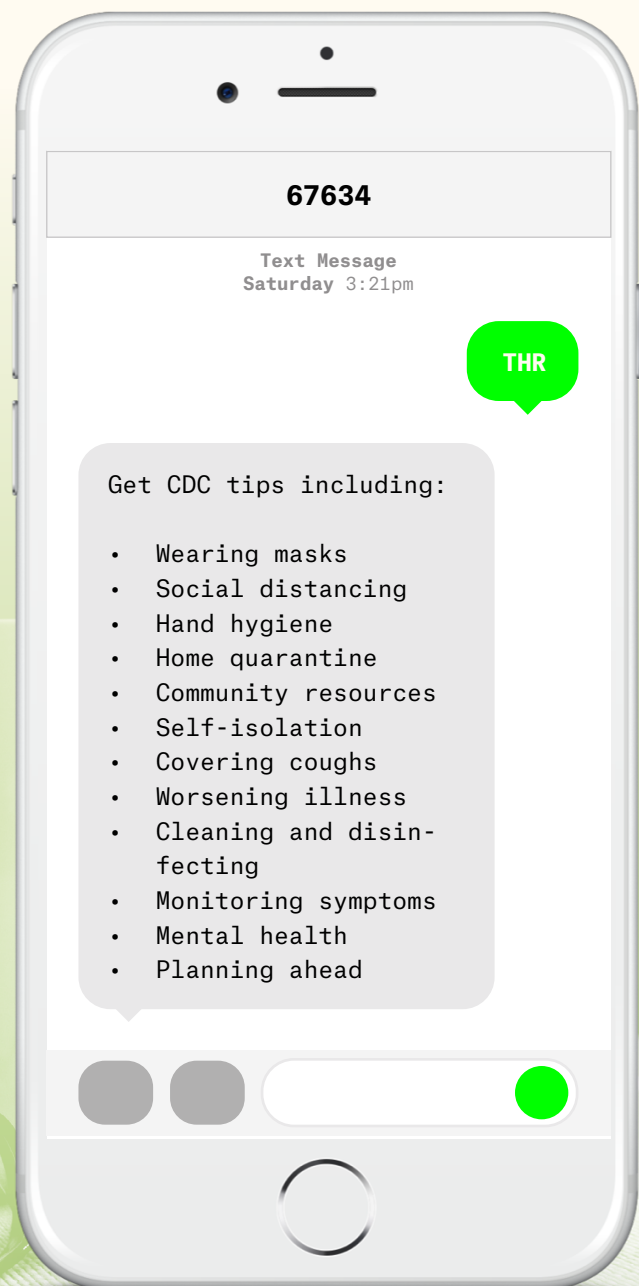 67634
Text Message
Saturday 3:21pm
THR
Get CDC tips including:
• Wearing masks
• Social distancing
• Hand hygiene
• Home quarantine
• Community resources
• Self-isolation
• Covering coughs
• Worsening illness
• Cleaning and disin-
fecting
• Monitoring symptoms
• Mental health
• Planning ahead